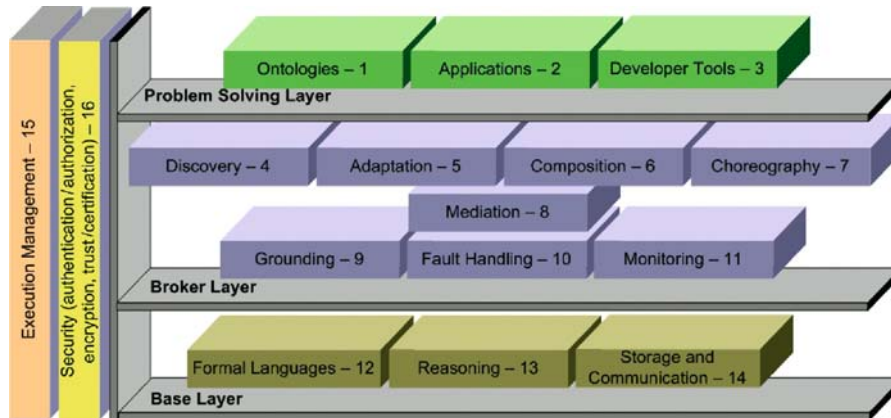 Execution Management – 15
Security (authentication/authorization,
encryption, trust/certification) – 16
Ontologies – 1
Applications – 2
Developer Tools – 3
Problem Solving Layer
Discovery – 4
Adaptation – 5
Composition – 6
Choreography – 7
Mediation – 8
Grounding – 9
Fault Handling – 10
Monitoring – 11
Broker Layer
Formal Languages – 12
Reasoning – 13
Storage and
Communication – 14
Base Layer